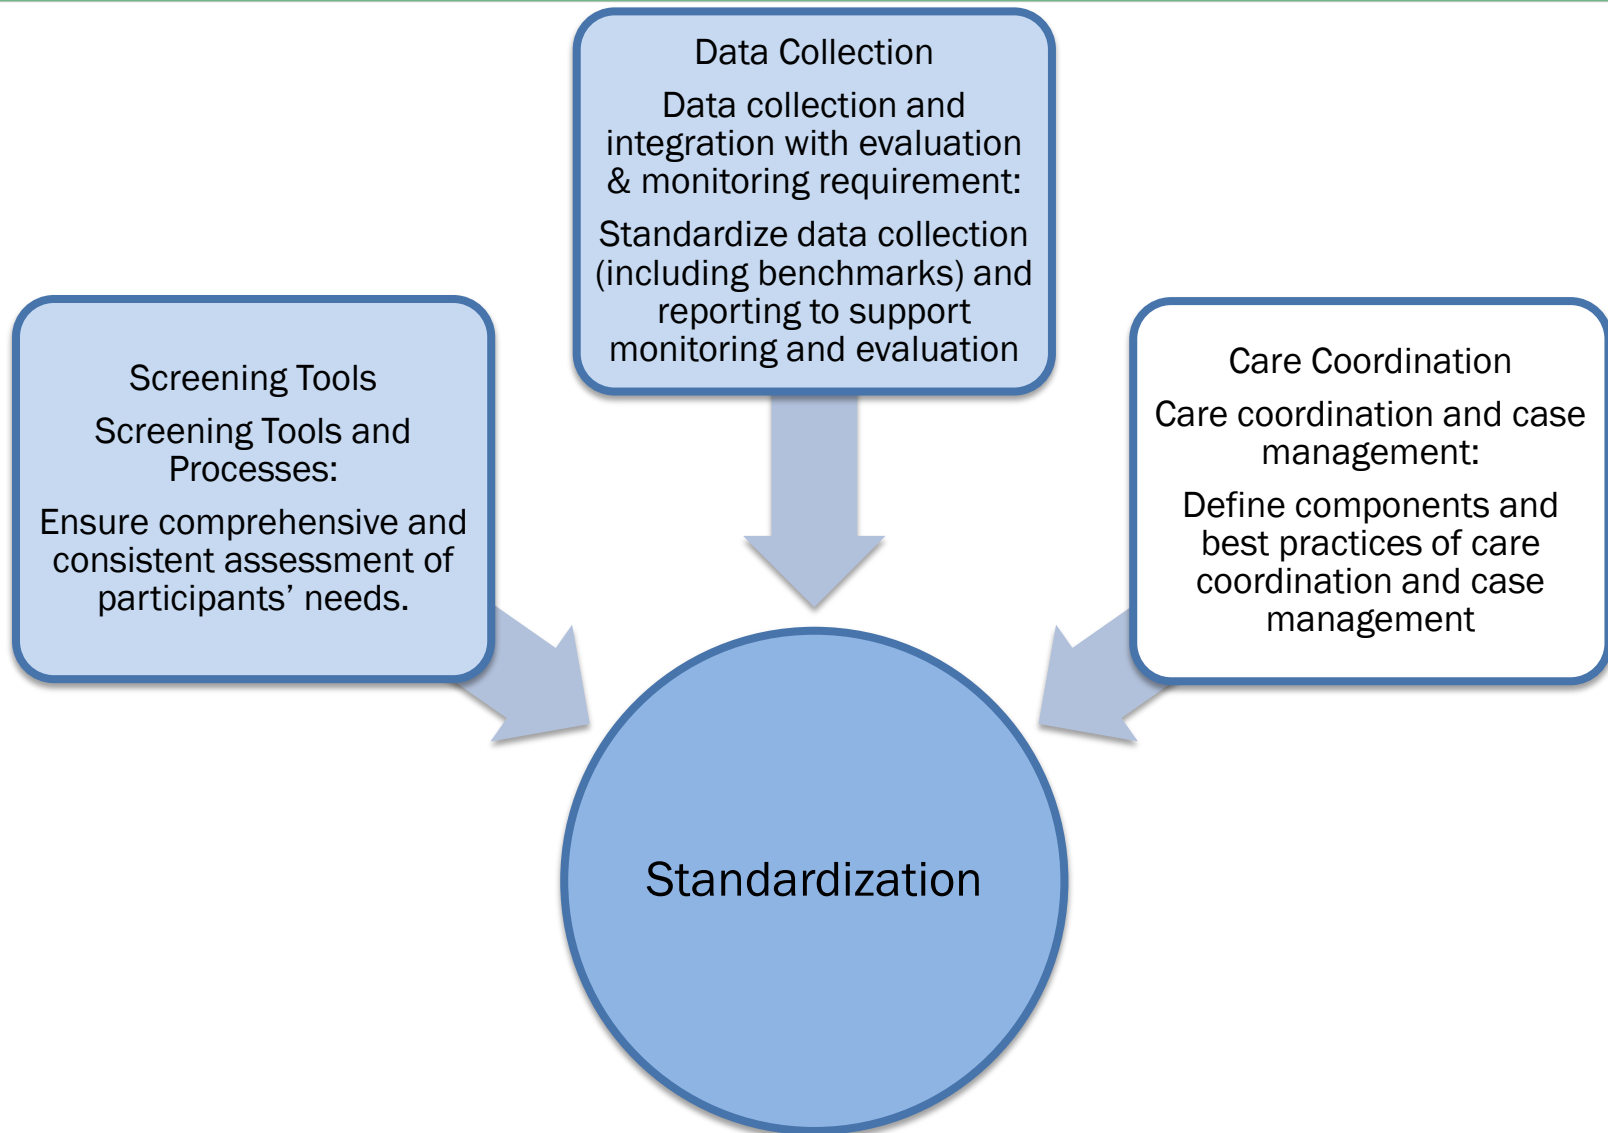 Data Collection
Data collection and
integration with evaluation
& monitoring requirement:
Standardize data collection
(including benchmarks) and
reporting to support
monitoring and evaluation
Screening Tools
Screening Tools and
Processes:
Ensure comprehensive and
consistent assessment of
participants’ needs.
Care Coordination
Care coordination and case
management:
Define components and
best practices of care
coordination and case
management
Standardization